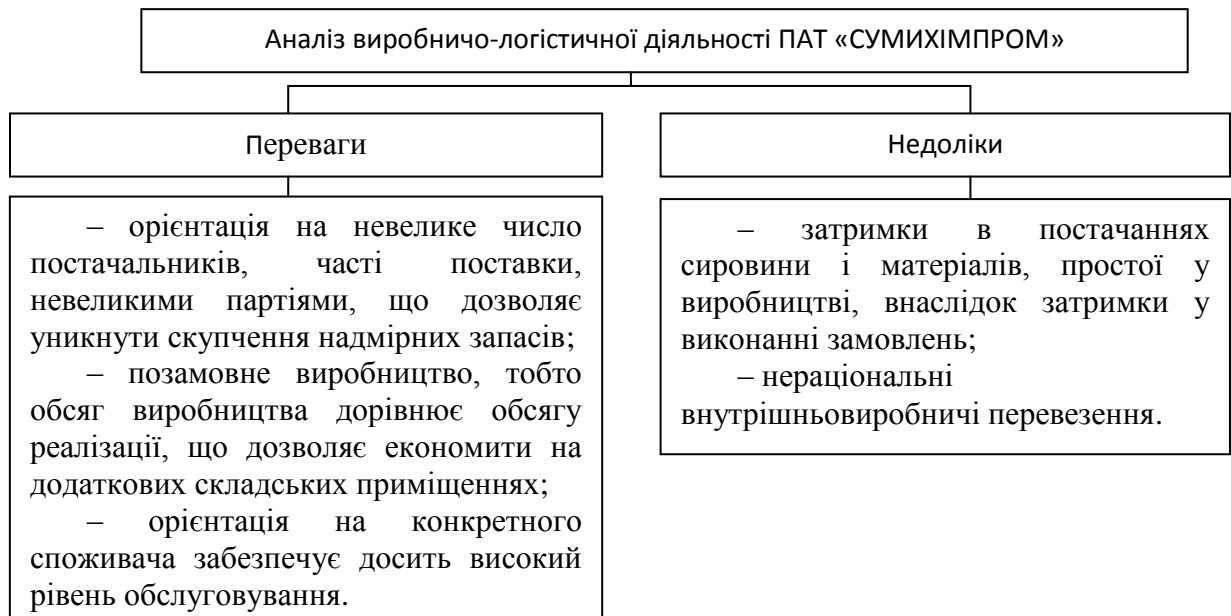 Аналіз виробничо-логістичної діяльності ПАТ «СУМИХІМПРОМ»
Переваги
– орієнтація на невелике число
постачальників, часті поставки,
невеликими партіями, що дозволяє
уникнути скупчення надмірних запасів;
– позамовне виробництво, тобто
обсяг виробництва дорівнює обсягу
реалізації, що дозволяє економити на
додаткових складських приміщеннях;
– орієнтація на конкретного
споживача забезпечує досить високий
рівень обслуговування.
Недоліки
– затримки в постачаннях
сировини і матеріалів, простої у
виробництві, внаслідок затримки у
виконанні замовлень;
– нераціональні
внутрішньовиробничі перевезення.